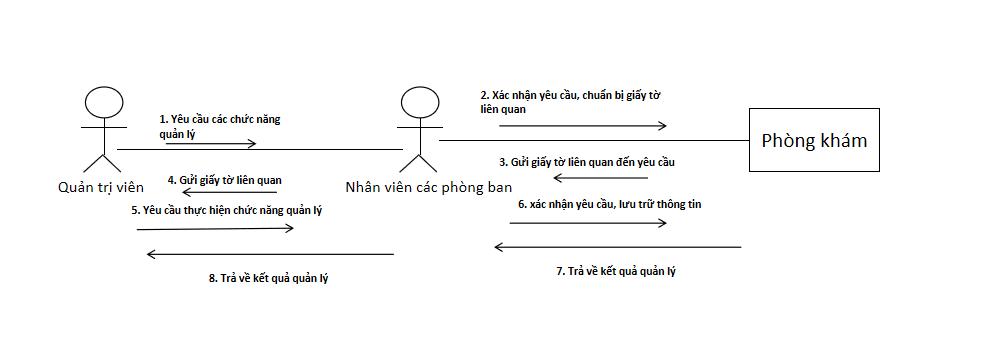 2. Xác nhận yêu cầu, chuẩn bị giấy tờ
liên quan
1. Yêu cầu các chức năng
quản lý
Phòng khám
3. Gửi giấy tờ liên quan đến yêu cầu
Quản trị viên
4. Gửi giấy tờ liên quan
Nhân viên các phòng ban
5. Yêu cầu thực hiện chức năng quản lý
6. xác nhận yêu cầu, lưu trữ thông tin
7. Trả về kết quả quản lý
8. Trả về kết quả quản lý